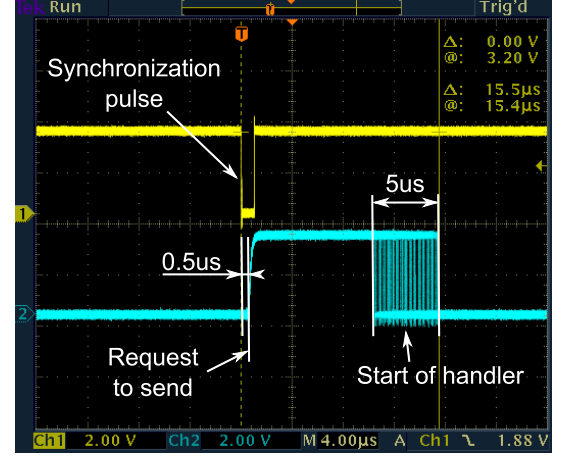 Tek Run
Trig'd
T
T
Δ: 0.00 V
@: 3.20 V
Δ: 15.5µs
@: 15.4µs
Synchronization
pulse
1
5us
0.5us
2
Request
to send
Start of handler
Ch1 2.00 V Ch2 2.00 V M 4.00µs A Ch1 1.88 V